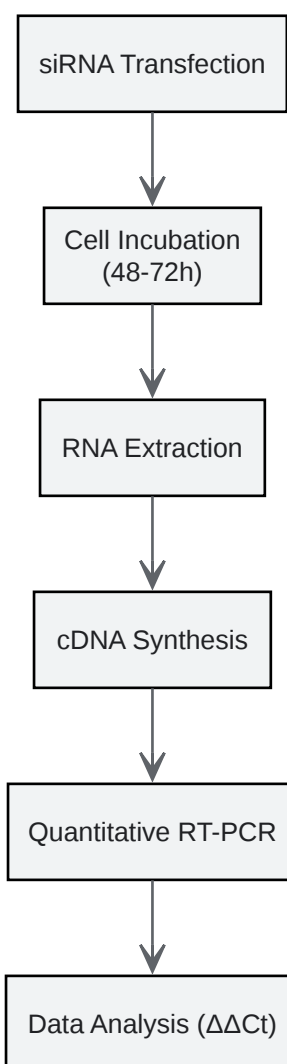 siRNA Transfection
Cell Incubation
(48-72h)
RNA Extraction
cDNA Synthesis
Quantitative RT-PCR
Data Analysis (ΔΔCt)